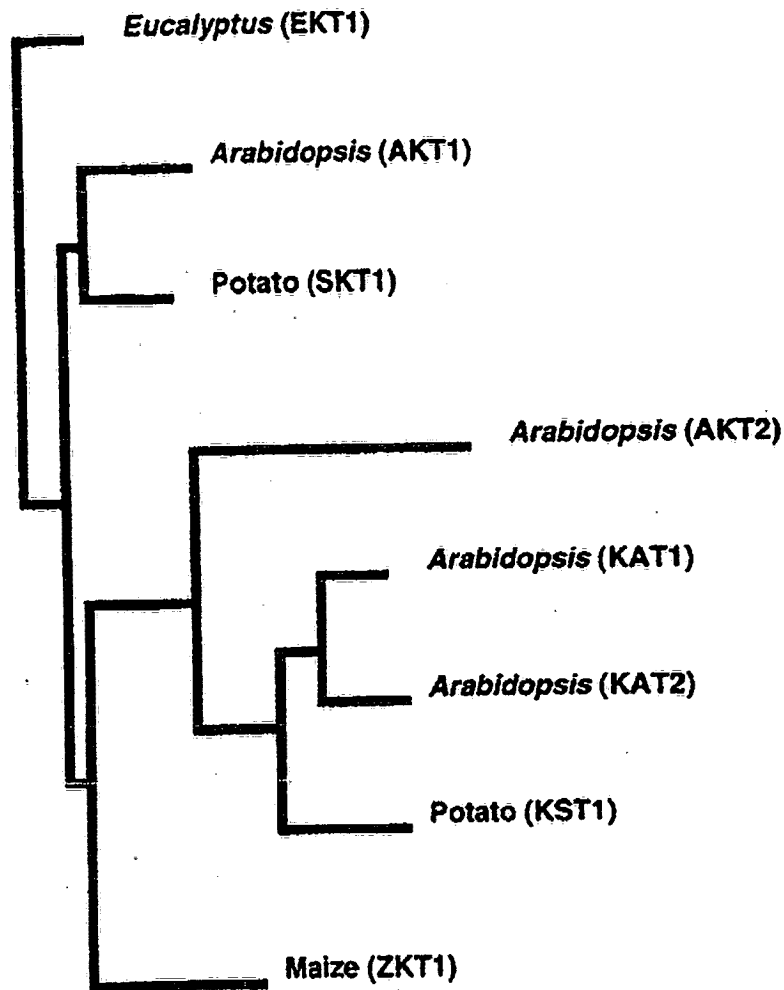 Eucalyptus (EKT1)
Arabidopsis (AKT1)
Potato (SKT1)
Arabidopsis (AKT2)
Arabidopsis (KAT1)
Arabidopsis (KAT2)
Potato (KST1)
Maize (ZKT1)